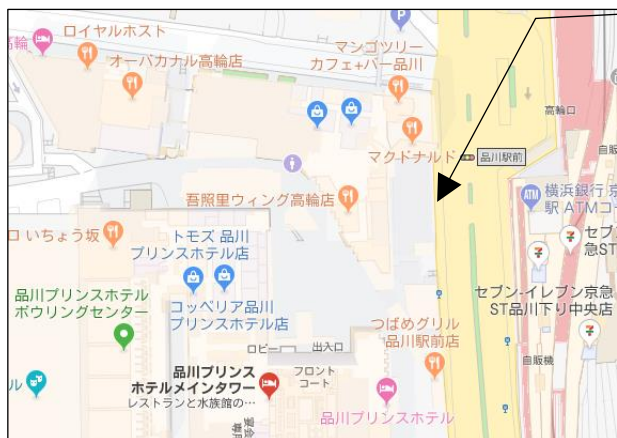 高輪
ロイヤルホスト
オーバカナル高輪店
マンゴツリー
カフェ+バー品川
高輪口
マクドナルド
品川駅前
自販
横浜銀行 京
駅 ATMコー
吾照里ウィング高輪店
ロ いちょう坂
トモズ 品川
プリンスホテル店
セブ
急ST
品川プリンスホテル
ボウリングセンター
コッペリア品川
プリンスホテル店
セブン-イレブン京急
ST品川下り中央店
つばめグリル
品川駅前店
ロビー
出入口
自販機
品川プリンス
ホテルメインタワー
レストランと水族館の…
フロント
コート
ル
品川プリンスホテル